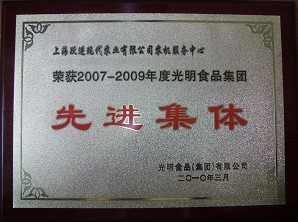 上海跃进现代农业有限公司农机服务中心
荣获2007-2009年度光明食品集团
先进集体
光明食品(集团)有限公司
二〇一〇年三月